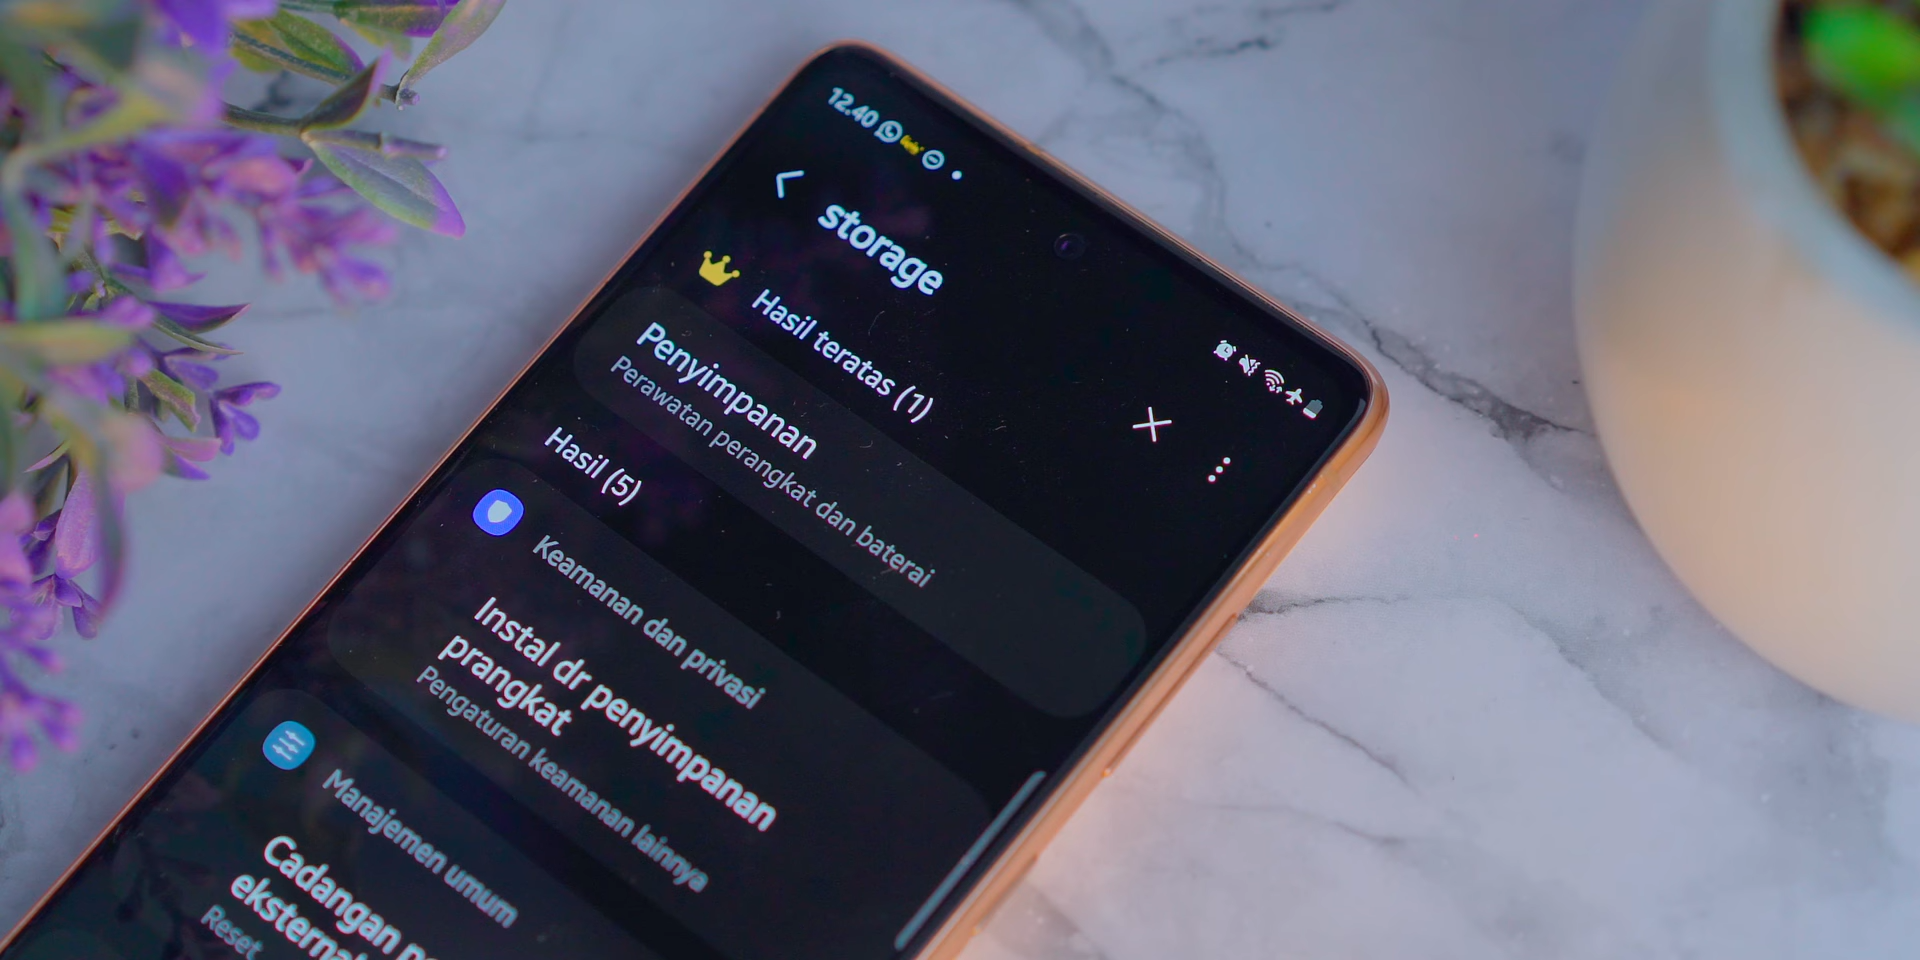 12.40
storage
Hasil teratas (1)
Penyimpanan
Perawatan perangkat dan baterai
Hasil (5)
Keamanan dan privasi
Instal dr penyimpanan
prangkat
Pengaturan keamanan lainnya
Manajemen umum
Cadangan
Reset